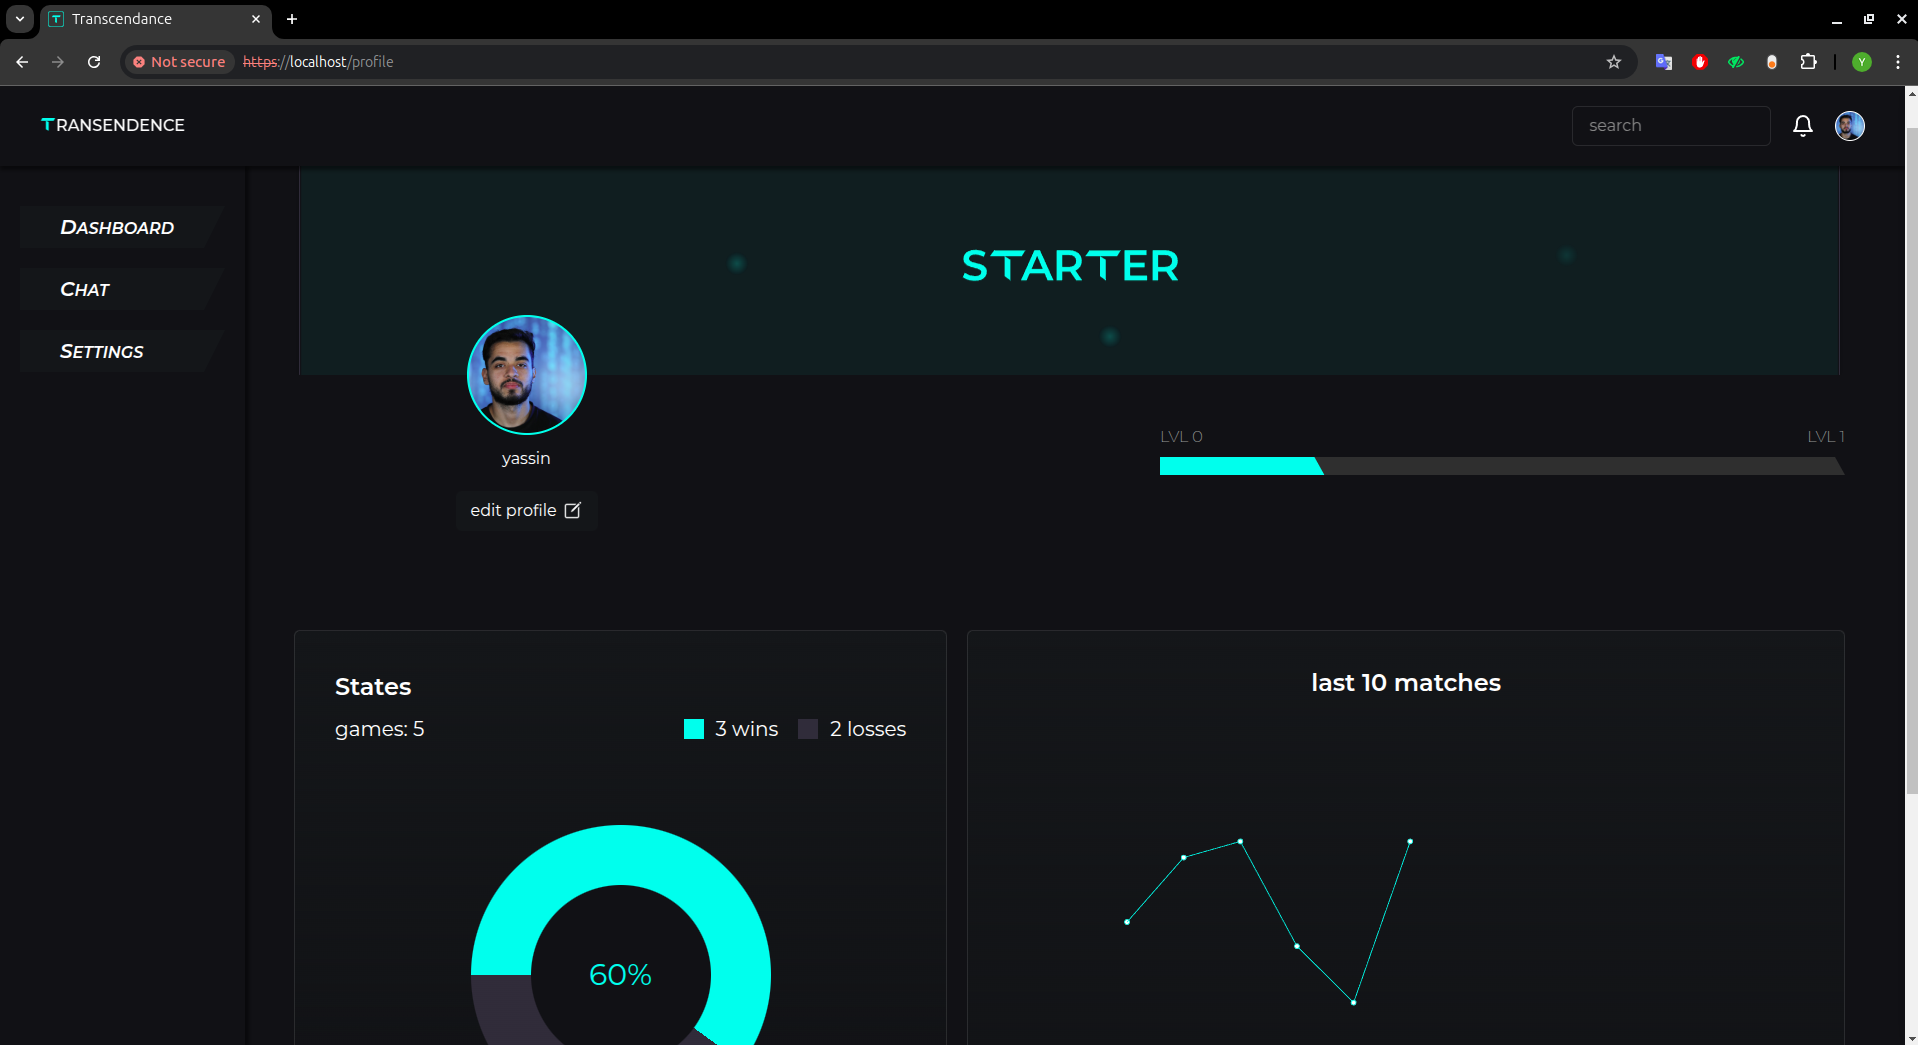 Transcendance
Not secure https://localhost/profile
Y
TRANSENDENCE
search
DASHBOARD
CHAT
SETTINGS
STARTER
yassin
edit profile
LVL 0
LVL 1
States
games: 5
3 wins
2 losses
60%
last 10 matches